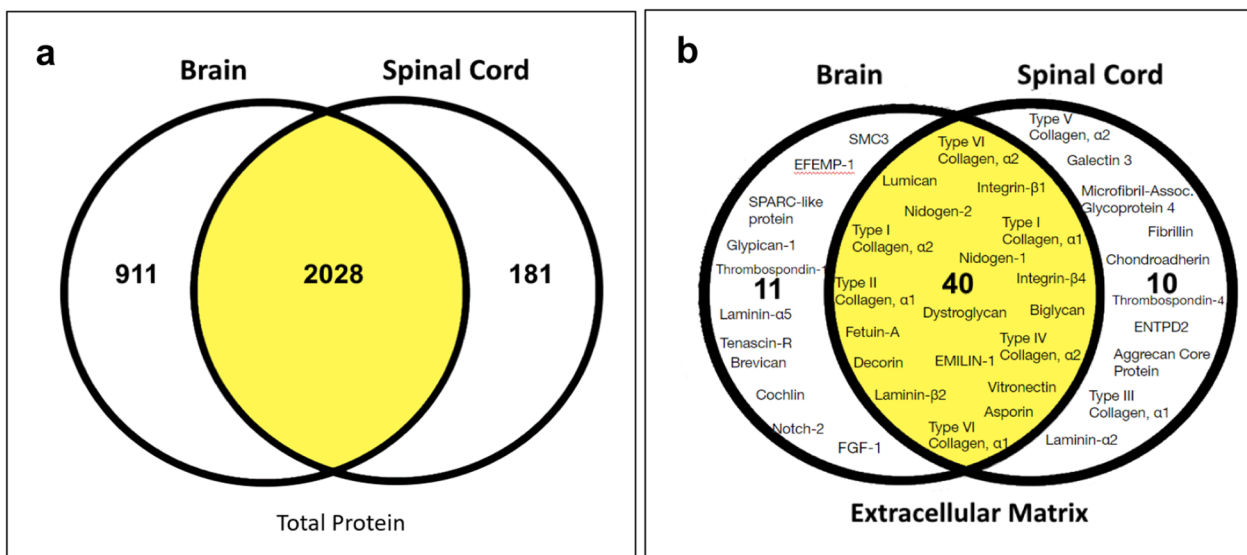 a
Brain
Spinal Cord
911
2028
181
Total Protein
b
Brain
Spinal Cord
SMC3
EFEMP-1
SPARC-like
protein
Glypican-1
Thrombospondin-1
11
Laminin-α5
Tenascin-R
Brevican
Cochlin
Notch-2
FGF-1
Type VI
Collagen, α2
Lumican
Integrin-β1
Nidogen-2
Type I
Collagen, α2
Type I
Collagen, α1
Nidogen-1
Integrin-β4
Type II
Collagen, α1
40
Dystroglycan
Biglycan
Fetuin-A
Type IV
Collagen, α2
Decorin
EMILIN-1
Laminin-β2
Vitronectin
Asporin
Type VI
Collagen, α1
Type V
Collagen, α2
Galectin 3
Microfibril-Assoc.
Glycoprotein 4
Fibrillin
Chondroadherin
10
Thrombospondin-4
ENTPD2
Aggrecan Core
Protein
Type III
Collagen, α1
Laminin-α2
Extracellular Matrix